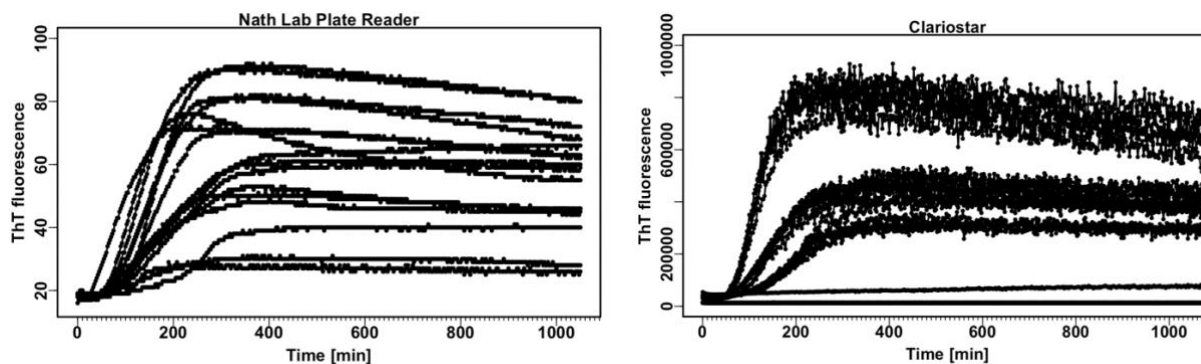 Nath Lab Plate Reader
ThT fluorescence
100
80
60
40
20
0 200 400 600 800 1000
Time [min]
Clariostar
ThT fluorescence
1000000
600000
200000
0
0 200 400 600 800 1000
Time [min]